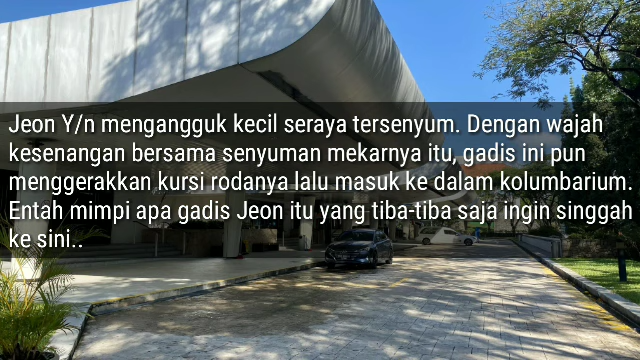 Jeon Y/n mengangguk kecil seraya tersenyum. Dengan wajah
kesenangan bersama senyuman mekarnya itu, gadis ini pun
menggerakkan kursi rodanya lalu masuk ke dalam kolumbarium.
Entah mimpi apa gadis Jeon itu yang tiba-tiba saja ingin singgah
ke sini..